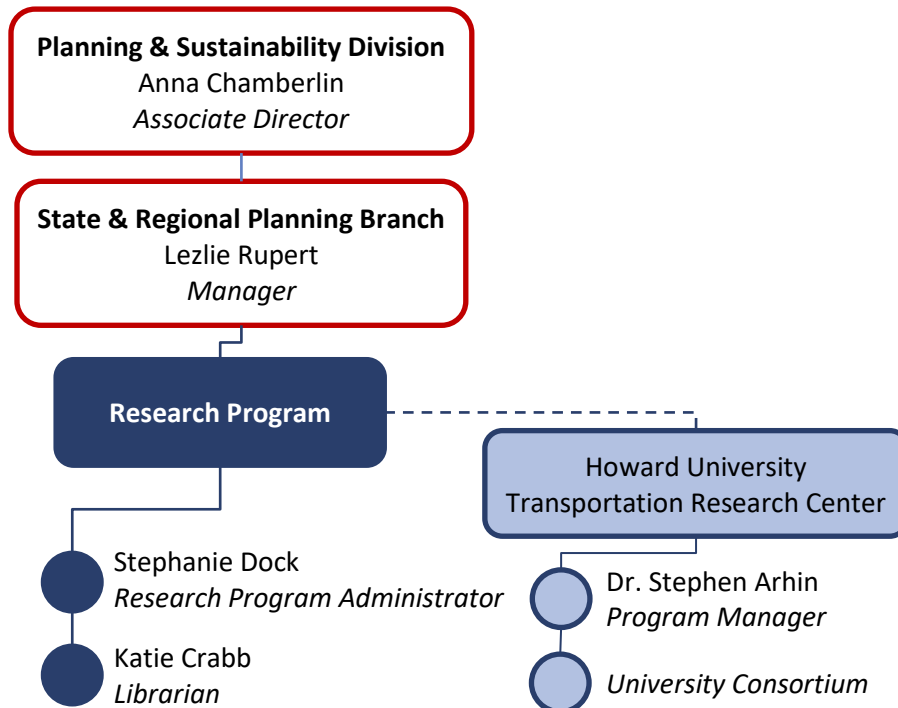 Planning & Sustainability Division
Anna Chamberlin
Associate Director
State & Regional Planning Branch
Lezlie Rupert
Manager
Research Program
Howard University
Transportation Research Center
Stephanie Dock
Research Program Administrator
Katie Crabb
Librarian
Dr. Stephen Arhin
Program Manager
University Consortium